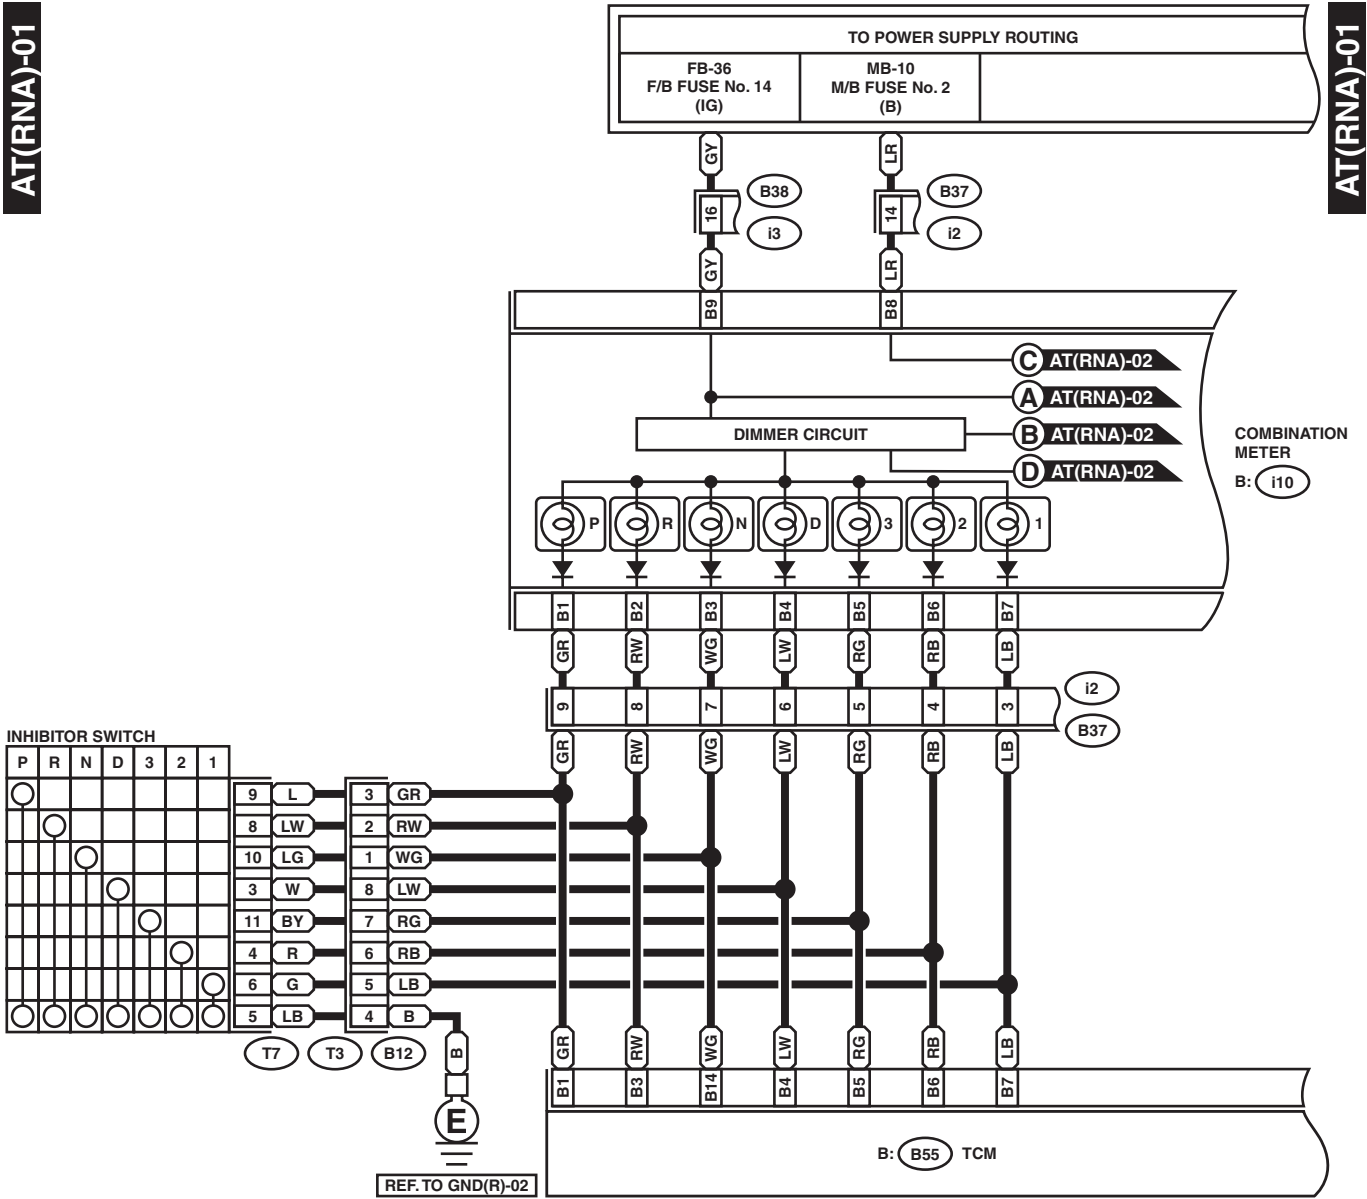 AT(RNA)-01
AT(RNA)-01
TO POWER SUPPLY ROUTING
FB-36
F/B FUSE No. 14
(IG)
MB-10
M/B FUSE No. 2
(B)
GY LR
16 B38 i3
14 B37 i2
GY LR
B9 B8
C AT(RNA)-02
A AT(RNA)-02
DIMMER CIRCUIT
B AT(RNA)-02
D AT(RNA)-02
COMBINATION
METER
B: i10
P R N D 3 2 1
B1 B2 B3 B4 B5 B6 B7
GR RW WG LW RG RB LB
9 8 7 6 5 4 3
i2
B37
GR RW WG LW RG RB LB
INHIBITOR SWITCH
P R N D 3 2 1
9 L 3 GR
8 LW 2 RW
10 LG 1 WG
3 W 8 LW
11 BY 7 RG
4 R 6 RB
6 G 5 LB
5 LB 4 B
T7 T3 B12
B
E
REF. TO GND(R)-02
GR RW WG LW RG RB LB
B1 B3 B14 B4 B5 B6 B7
B: B55 TCM